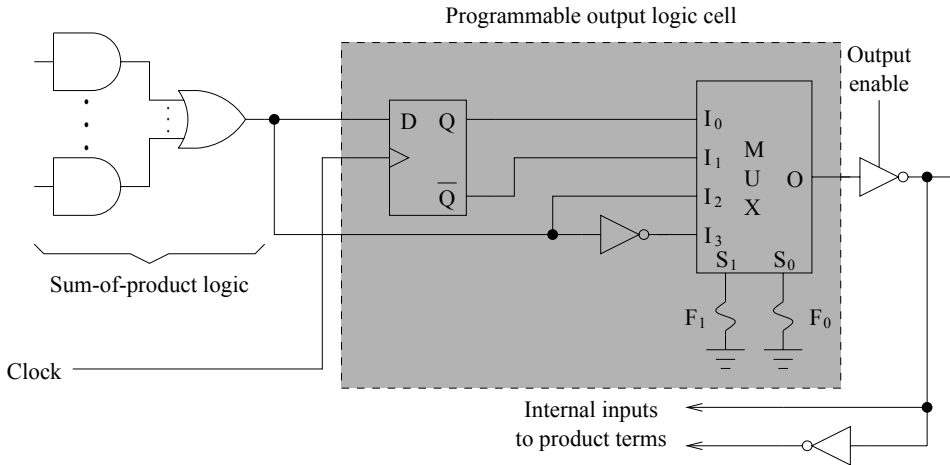 Programmable output logic cell
Output
enable
D Q
Q̅
I₀
I₁
I₂
I₃
M
U
X
O
S₁ S₀
F₁ F₀
Sum-of-product logic
Clock
Internal inputs
to product terms